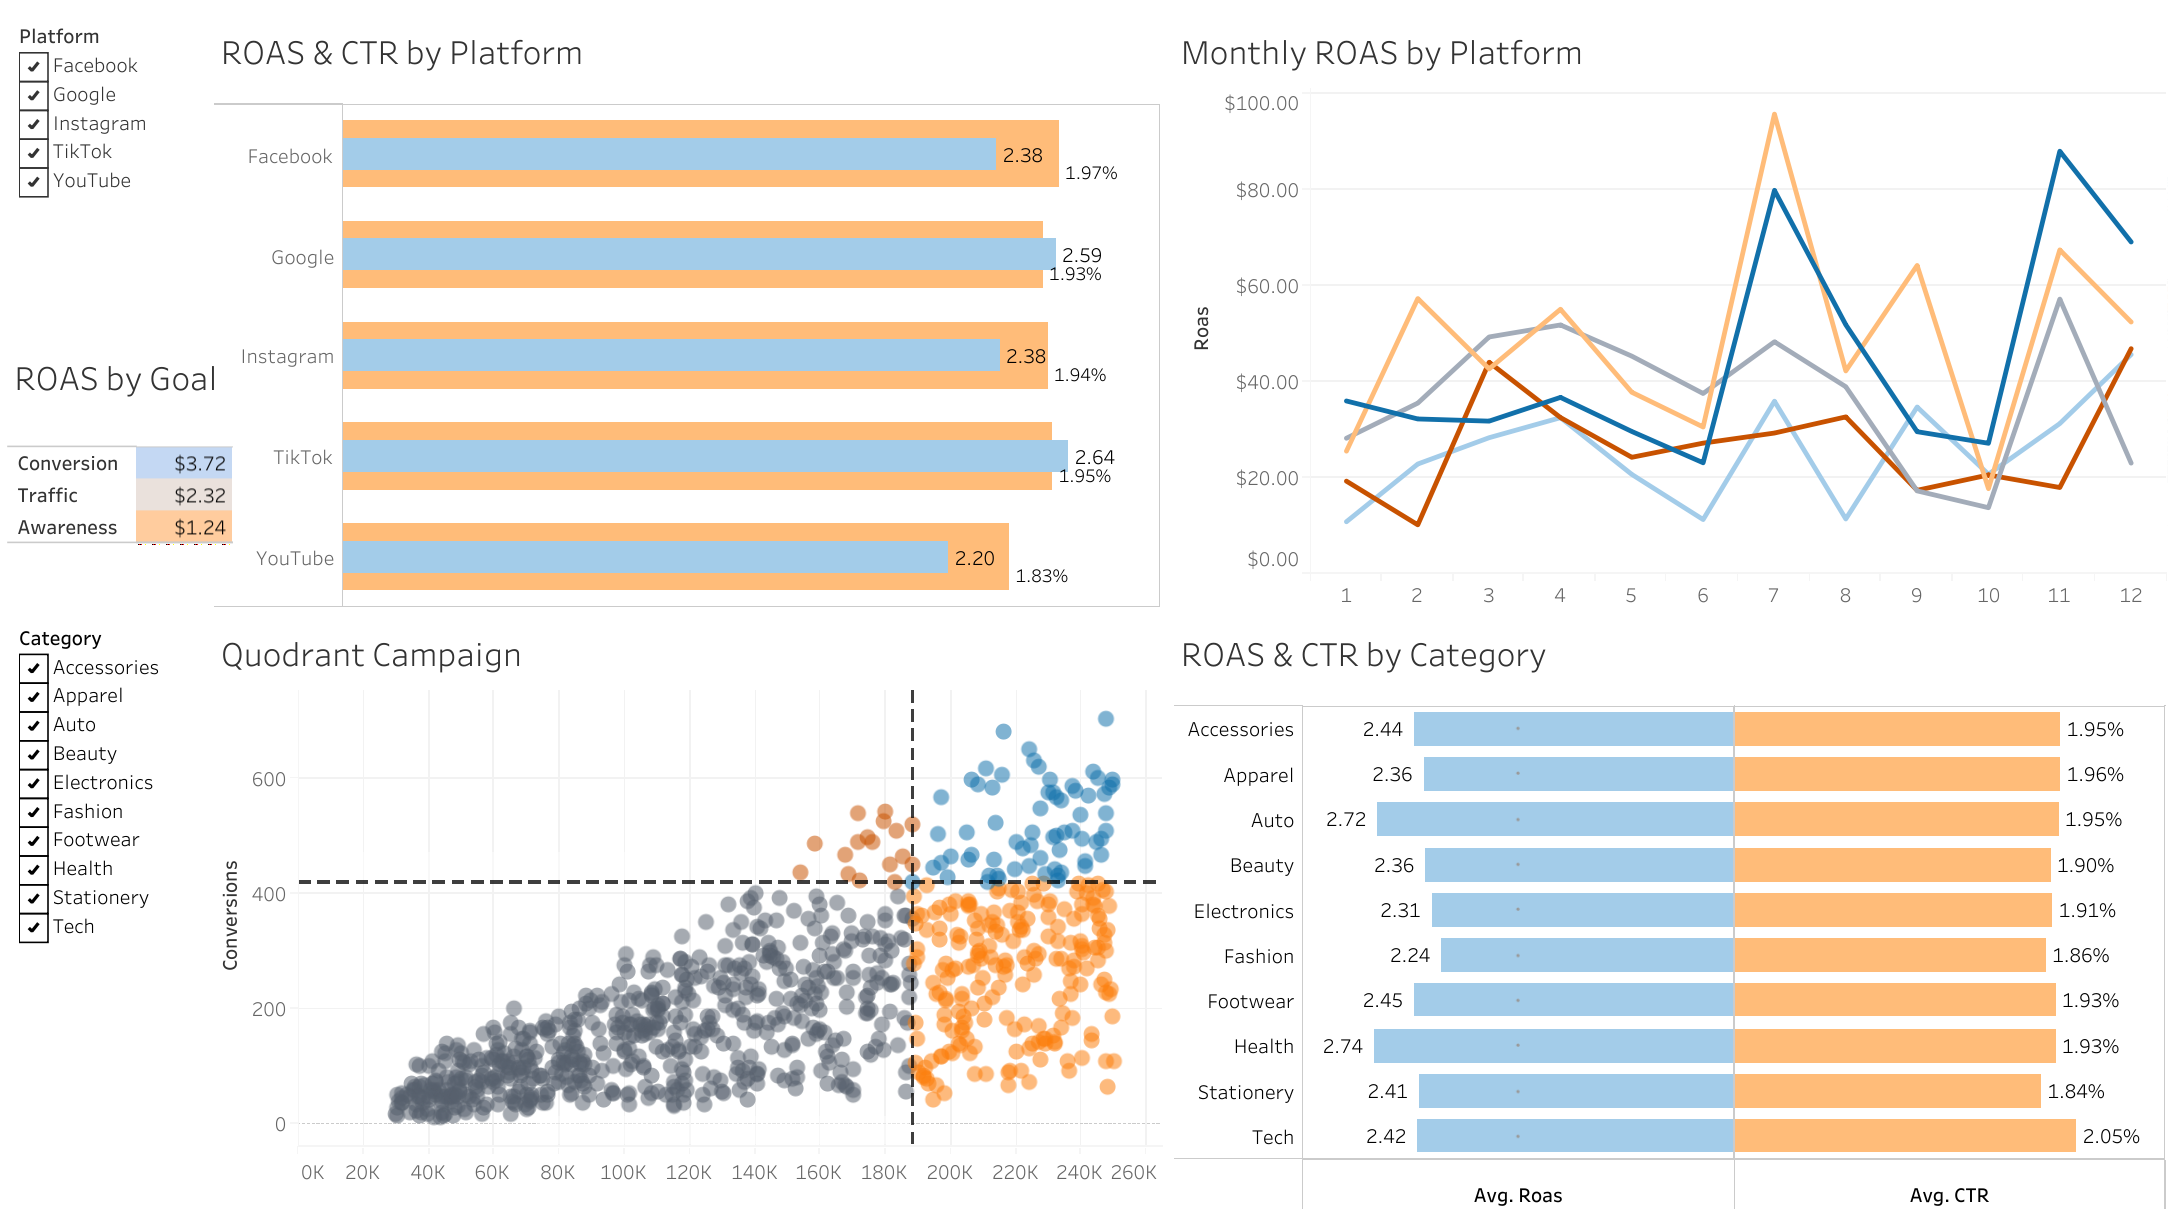 Platform
Facebook
Google
Instagram
TikTok
YouTube
ROAS by Goal
Conversion $3.72
Traffic $2.32
Awareness $1.24
Category
Accessories
Apparel
Auto
Beauty
Electronics
Fashion
Footwear
Health
Stationery
Tech
ROAS & CTR by Platform
Facebook 2.38
1.97%
Google 2.59
1.93%
Instagram 2.38
1.94%
TikTok 2.64
1.95%
YouTube 2.20
1.83%
Monthly ROAS by Platform
$100.00
$80.00
$60.00
$40.00
$20.00
$0.00
Roas
1 2 3 4 5 6 7 8 9 10 11 12
Quodrant Campaign
Conversions
600
400
200
0
0K 20K 40K 60K 80K 100K 120K 140K 160K 180K 200K 220K 240K 260K
ROAS & CTR by Category
Accessories 2.44 1.95%
Apparel 2.36 1.96%
Auto 2.72 1.95%
Beauty 2.36 1.90%
Electronics 2.31 1.91%
Fashion 2.24 1.86%
Footwear 2.45 1.93%
Health 2.74 1.93%
Stationery 2.41 1.84%
Tech 2.42 2.05%
Avg. Roas Avg. CTR